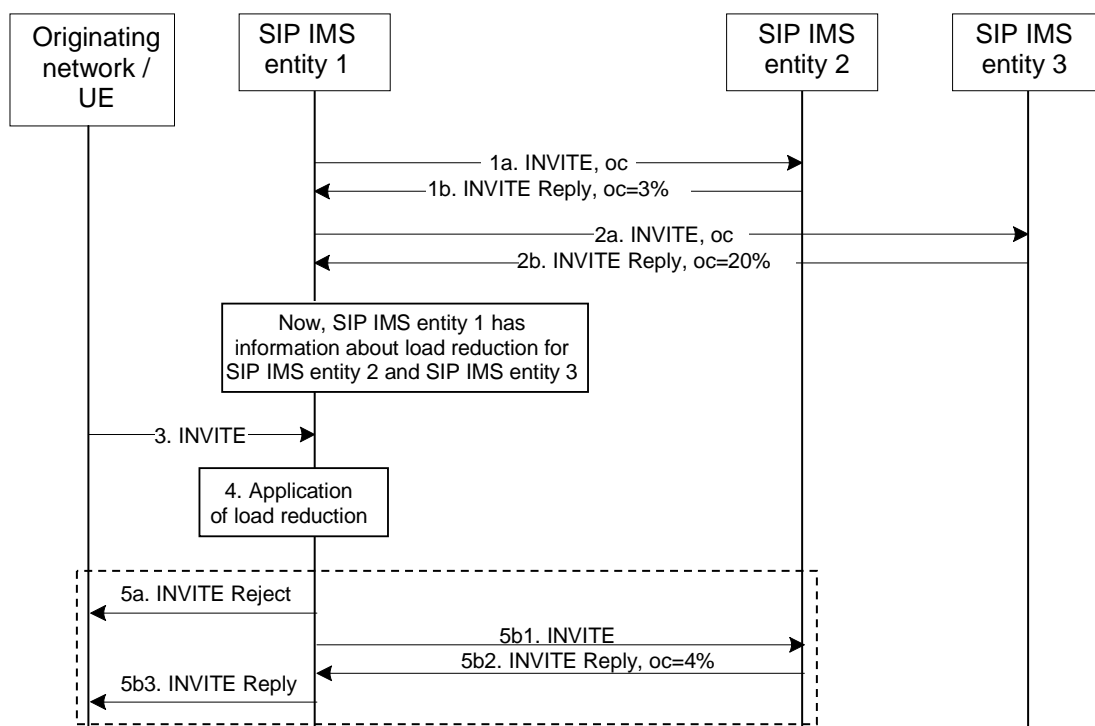 Originating
network /
UE
SIP IMS
entity 1
SIP IMS
entity 2
SIP IMS
entity 3
1a. INVITE, oc
1b. INVITE Reply, oc=3%
2a. INVITE, oc
2b. INVITE Reply, oc=20%
Now, SIP IMS entity 1 has
information about load reduction for
SIP IMS entity 2 and SIP IMS entity 3
3. INVITE
4. Application
of load reduction
5a. INVITE Reject
5b1. INVITE
5b2. INVITE Reply, oc=4%
5b3. INVITE Reply